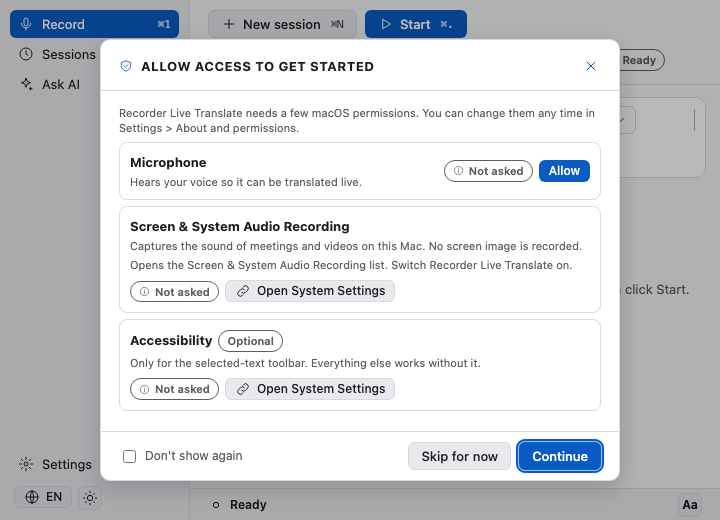 Record ⌘1
New session ⌘N
Start ⌘.
Sessions
Ready
Ask AI
ALLOW ACCESS TO GET STARTED
Recorder Live Translate needs a few macOS permissions. You can change them any time in
Settings > About and permissions.
Microphone
Hears your voice so it can be translated live.
Not asked
Allow
Screen & System Audio Recording
Captures the sound of meetings and videos on this Mac. No screen image is recorded.
Opens the Screen & System Audio Recording list. Switch Recorder Live Translate on.
Not asked
Open System Settings
click Start.
Accessibility
Optional
Only for the selected-text toolbar. Everything else works without it.
Not asked
Open System Settings
Don't show again
Skip for now
Continue
Settings
EN
Ready
Aa